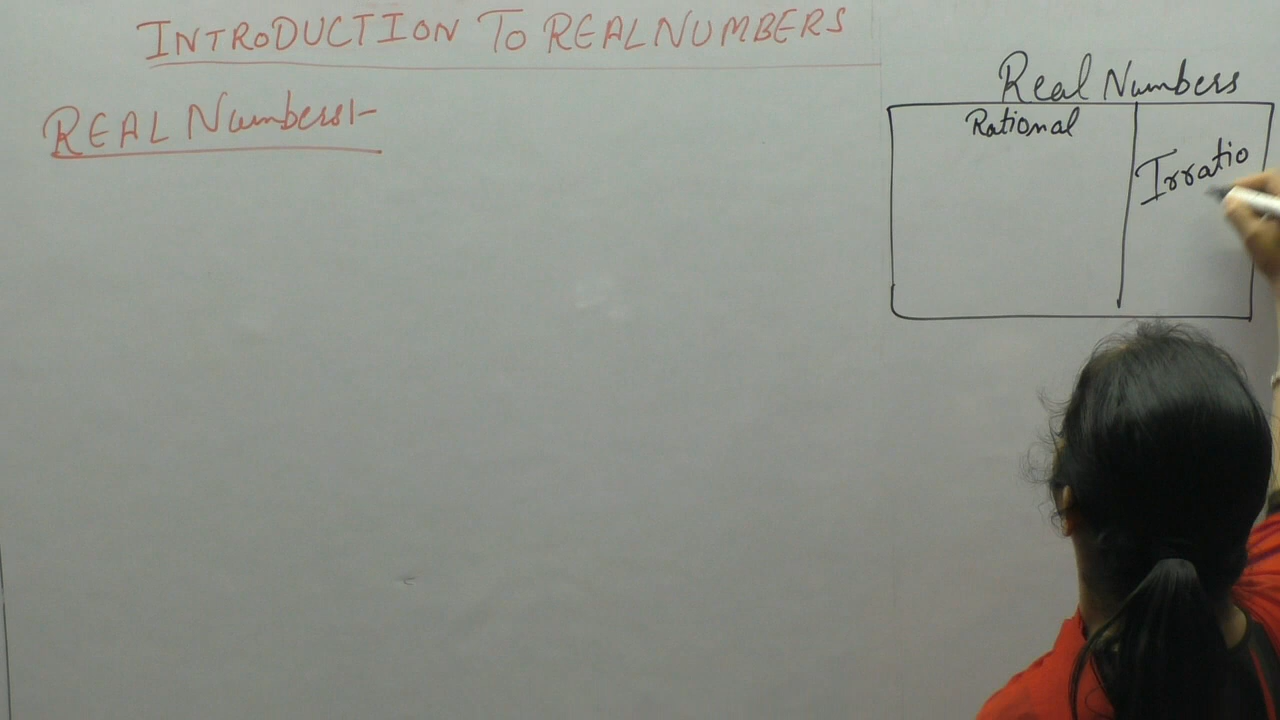 INTRODUCTION TO REAL NUMBERS
REAL Numbers:-
Real Numbers
Rational
Irratio